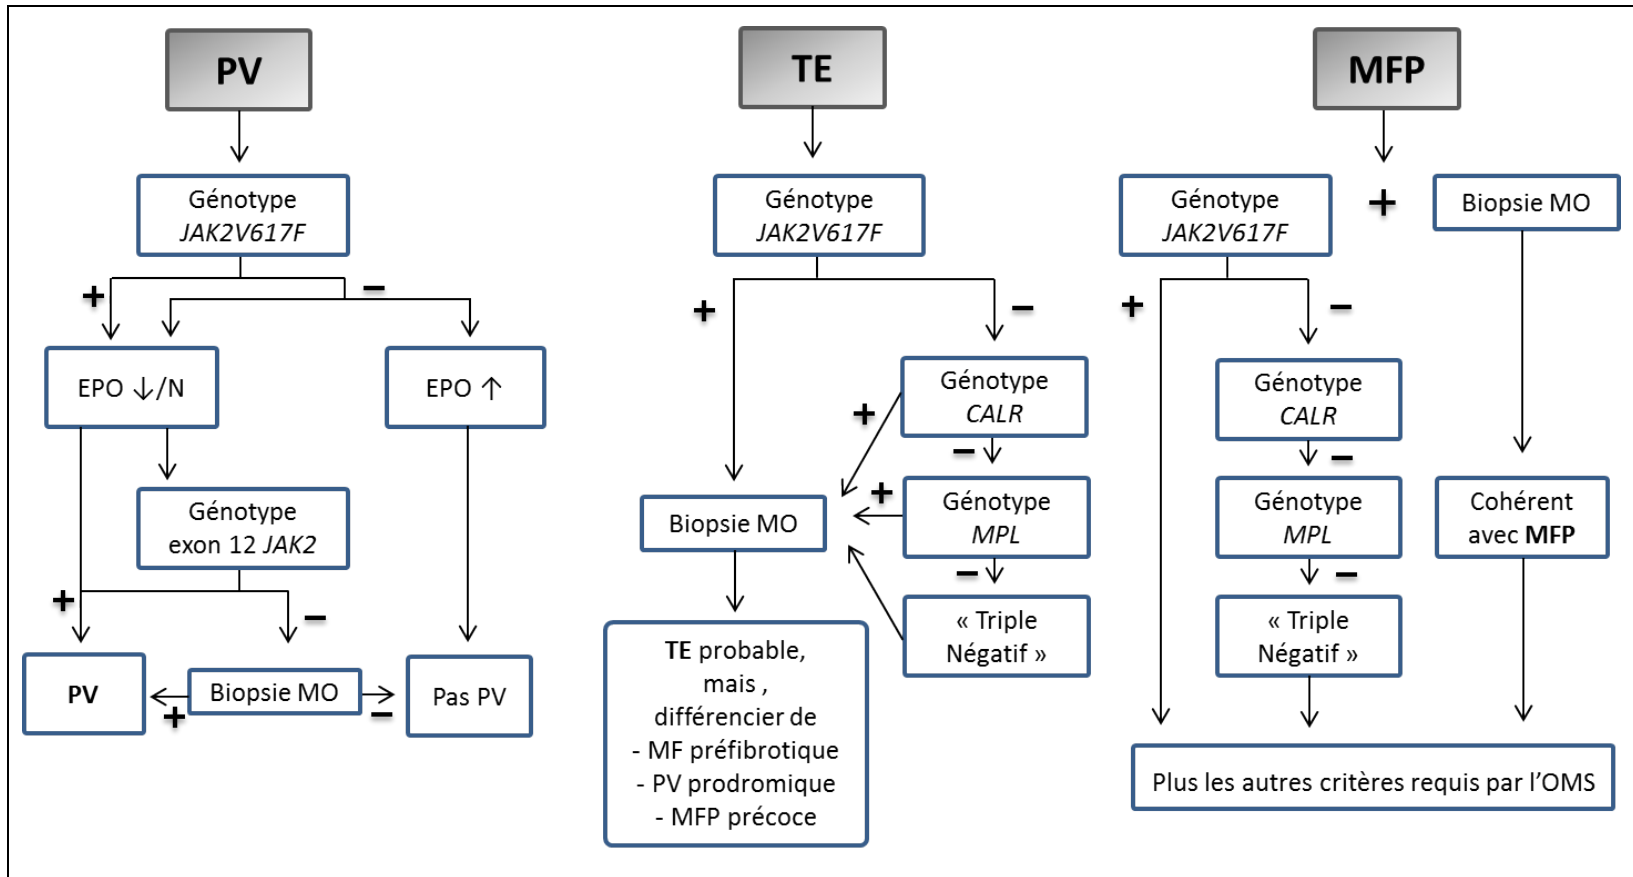 PV
Génotype
JAK2V617F
+
−
EPO ↓/N
EPO ↑
Génotype
exon 12 JAK2
+
−
PV
+
Biopsie MO
−
Pas PV
TE
Génotype
JAK2V617F
+
−
Génotype
CALR
+
−
Génotype
MPL
+
−
« Triple
Négatif »
Biopsie MO
TE probable,
mais ,
différencier de
- MF préfibrotique
- PV prodromique
- MFP précoce
MFP
+
Génotype
JAK2V617F
+
−
Génotype
CALR
−
Génotype
MPL
−
« Triple
Négatif »
Biopsie MO
Cohérent
avec MFP
Plus les autres critères requis par l’OMS